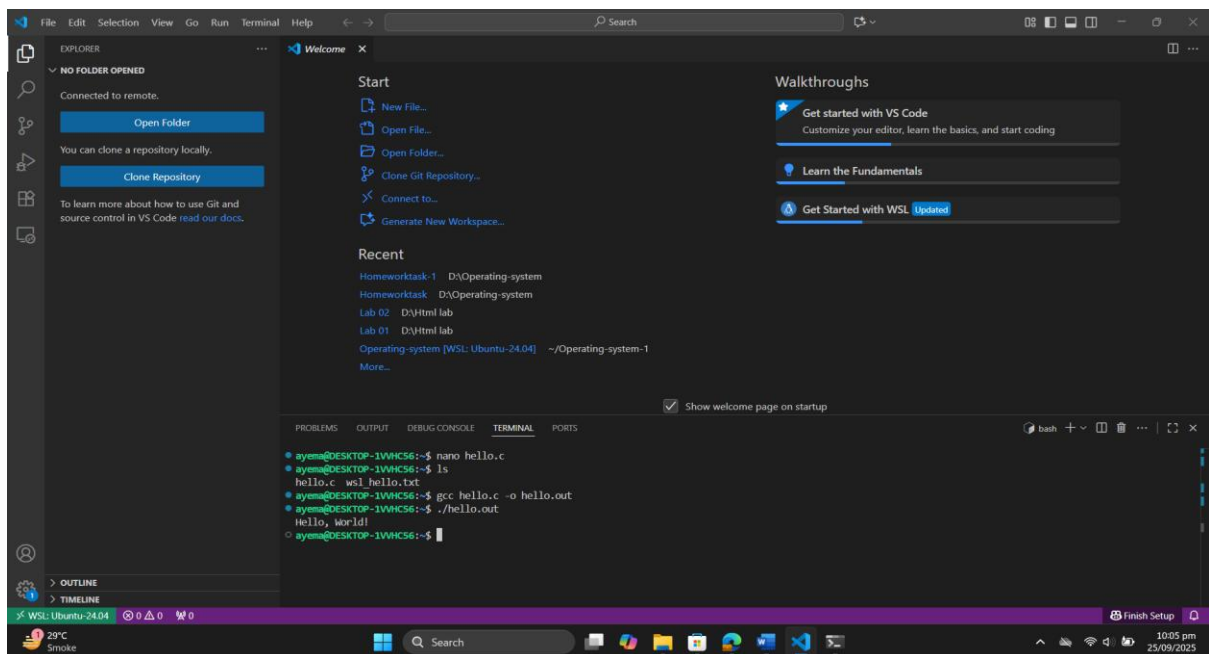 File Edit Selection View Go Run Terminal Help
Search
EXPLORER
NO FOLDER OPENED
Connected to remote.
Open Folder
You can clone a repository locally.
Clone Repository
To learn more about how to use Git and
source control in VS Code read our docs.
OUTLINE
TIMELINE
Welcome
Start
New File...
Open File...
Open Folder...
Clone Git Repository...
Connect to...
Generate New Workspace...
Recent
Homeworktask-1 D:\Operating-system
Homeworktask D:\Operating-system
Lab 02 D:\Html lab
Lab 01 D:\Html lab
Operating-system [WSL: Ubuntu-24.04] ~/Operating-system-1
More...
Walkthroughs
Get started with VS Code
Customize your editor, learn the basics, and start coding
Learn the Fundamentals
Get Started with WSL Updated
Show welcome page on startup
PROBLEMS OUTPUT DEBUG CONSOLE TERMINAL PORTS
bash
ayema@DESKTOP-1VVHC56:~$ nano hello.c
ayema@DESKTOP-1VVHC56:~$ ls
hello.c wsl_hello.txt
ayema@DESKTOP-1VVHC56:~$ gcc hello.c -o hello.out
ayema@DESKTOP-1VVHC56:~$ ./hello.out
Hello, World!
ayema@DESKTOP-1VVHC56:~$
1
WSL: Ubuntu-24.04 0 0 0
Finish Setup
1
29°C
Smoke
Search
10:05 pm
25/09/2025